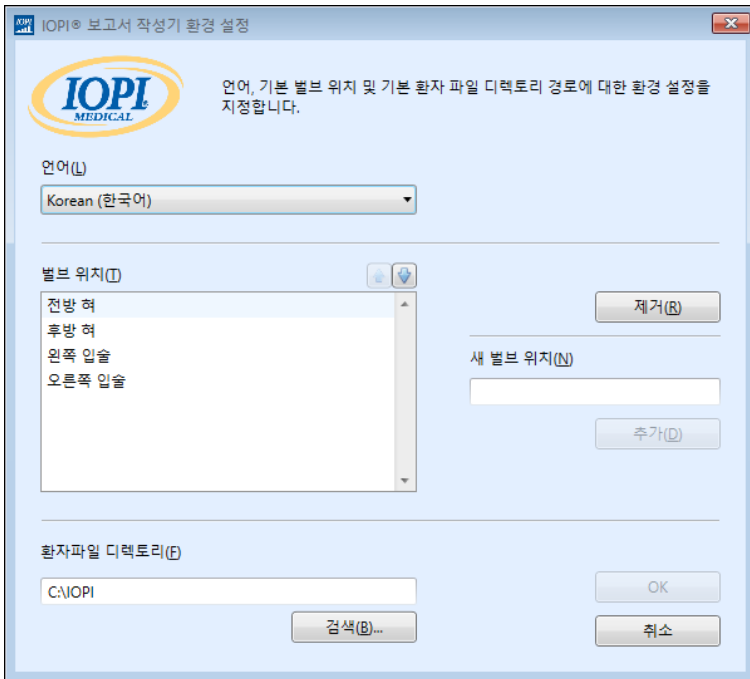 IOPI® 보고서 작성기 환경 설정
IOPI
MEDICAL
언어, 기본 벌브 위치 및 기본 환자 파일 디렉토리 경로에 대한 환경 설정을
지정합니다.
언어(L)
Korean (한국어)
벌브 위치(T)
전방 혀
후방 혀
왼쪽 입술
오른쪽 입술
제거(R)
새 벌브 위치(N)
추가(D)
환자파일 디렉토리(F)
C:\IOPI
검색(B)...
OK
취소